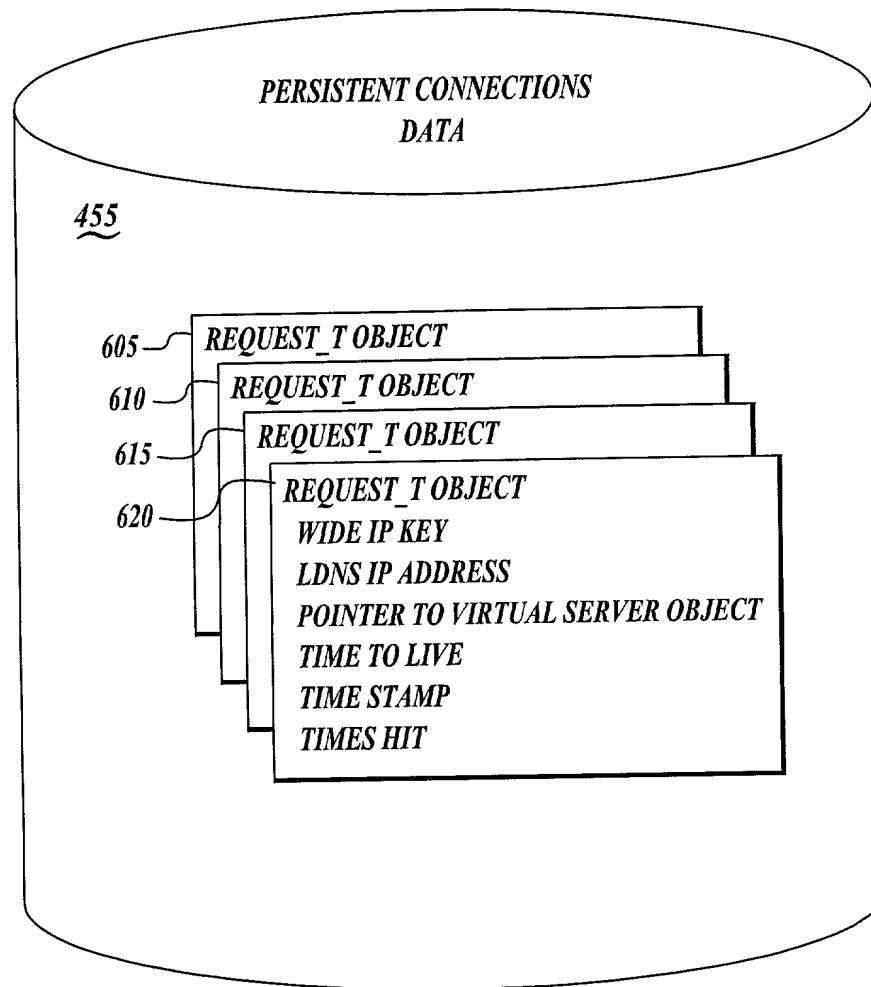 PERSISTENT CONNECTIONS
DATA
455
605
REQUEST_T OBJECT
610
REQUEST_T OBJECT
615
REQUEST_T OBJECT
620
REQUEST_T OBJECT
WIDE IP KEY
LDNS IP ADDRESS
POINTER TO VIRTUAL SERVER OBJECT
TIME TO LIVE
TIME STAMP
TIMES HIT